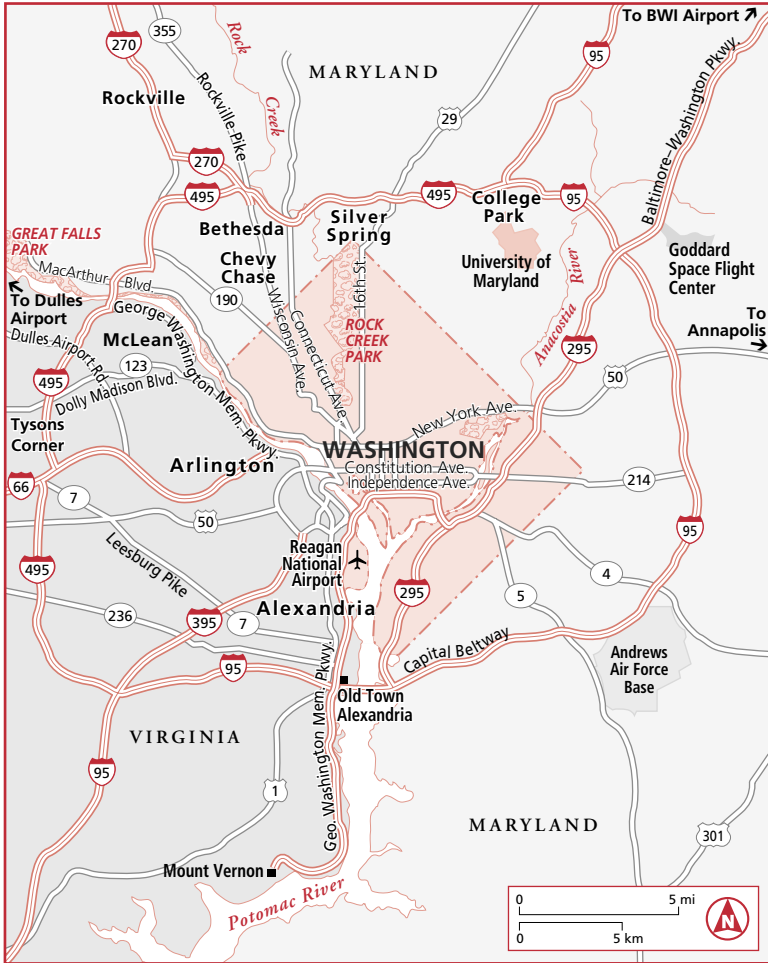 To BWI Airport
355
270
Rock
95
MARYLAND
Rockville
Rockville Pike
Creek
29
Baltimore–Washington Pkwy.
270
495
495
College
Park
95
Bethesda
Silver
Spring
GREAT FALLS
PARK
Chevy
Chase
University of
Maryland
Anacostia River
Goddard
Space Flight
Center
MacArthur Blvd.
190
16th St.
To Dulles
Airport
George Washington Mem. Pkwy.
Wisconsin Ave.
Connecticut Ave.
ROCK
CREEK
PARK
To
Annapolis
McLean
Dulles Airport Rd.
123
295
495
Dolly Madison Blvd.
50
New York Ave.
Tysons
Corner
WASHINGTON
Arlington
Constitution Ave.
Independence Ave.
66
7
214
50
95
Leesburg Pike
Reagan
National
Airport
495
295
4
5
Alexandria
236
395
7
Capital Beltway
Andrews
Air Force
Base
95
Old Town
Alexandria
VIRGINIA
Geo. Washington Mem. Pkwy.
95
1
MARYLAND
301
Mount Vernon
Potomac River
0
5 mi
0
5 km
N